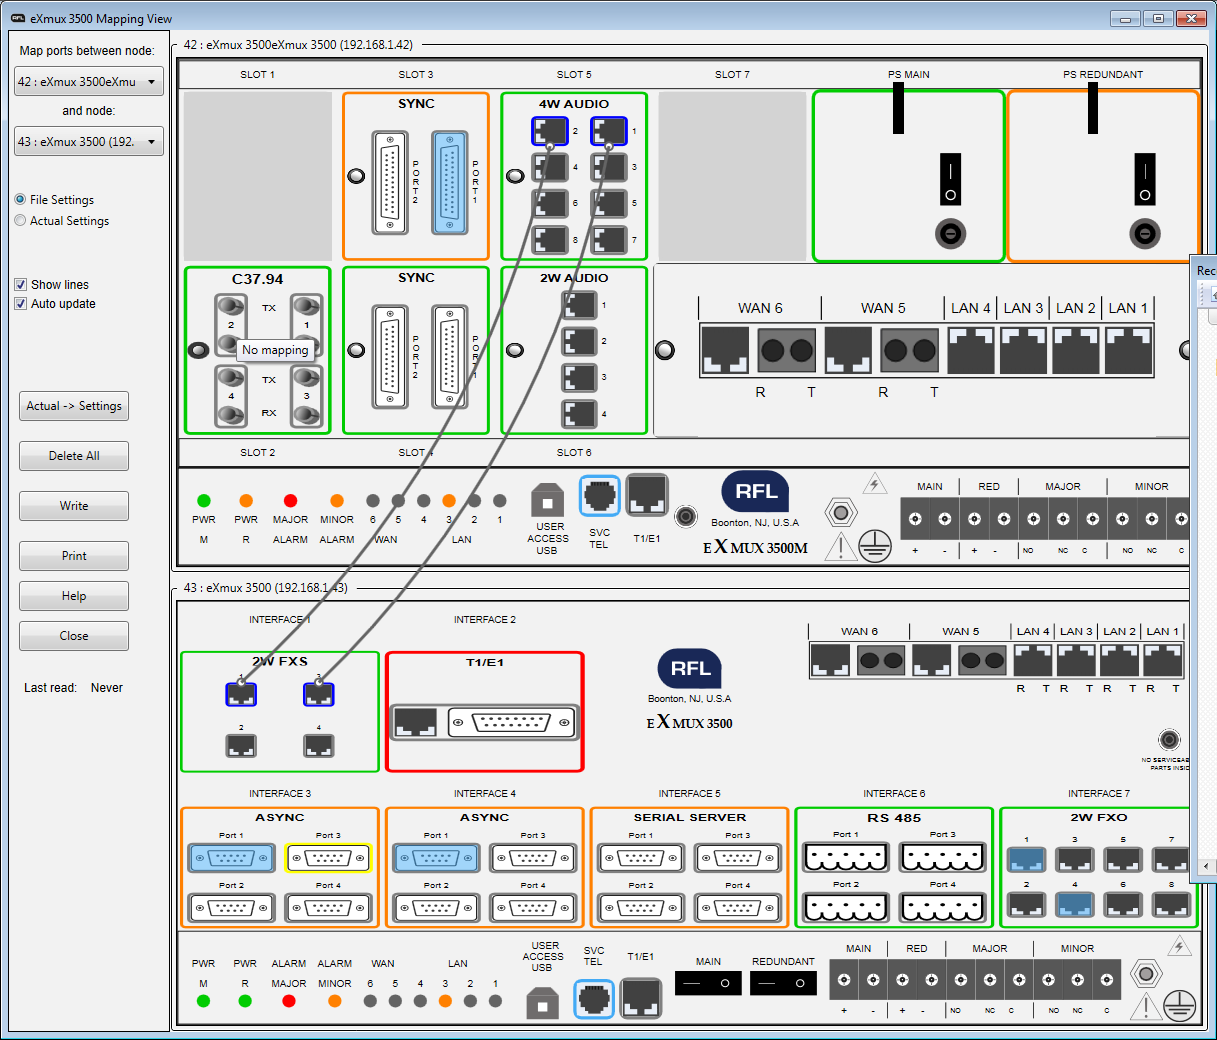 RFL eXmux 3500 Mapping View
Map ports between node:
42 : eXmux 3500eXmu
and node:
43 : eXmux 3500 (192.
File Settings
Actual Settings
Show lines
Auto update
Actual -> Settings
Delete All
Write
Print
Help
Close
Last read: Never
42 : eXmux 3500eXmux 3500 (192.168.1.42)
SLOT 1 SLOT 3 SLOT 5 SLOT 7 PS MAIN PS REDUNDANT
SYNC
PORT2
PORT1
4W AUDIO
2 1
4 3
6 5
8 7
C37.94
TX
2 1
No mapping
TX
4 3
RX
SYNC
PORT2
PORT1
2W AUDIO
1
2
3
4
WAN 6 WAN 5 LAN 4 LAN 3 LAN 2 LAN 1
R T R T
SLOT 2 SLOT 4 SLOT 6
PWR PWR MAJOR MINOR 6 5 4 3 2 1
M R ALARM ALARM WAN LAN
USER
ACCESS
USB
SVC
TEL
T1/E1
RFL
Boonton, NJ, U.S.A
EXMUX 3500M
MAIN RED MAJOR MINOR
+ - + - NO NC C NO NC C
Rec
43 : eXmux 3500 (192.168.1.43)
INTERFACE 1 INTERFACE 2
2W FXS
1 3
2 4
T1/E1
RFL
Boonton, NJ, U.S.A
EXMUX 3500
WAN 6 WAN 5 LAN 4 LAN 3 LAN 2 LAN 1
R T R T R T R T
NO SERVICEAB
PARTS INSID
INTERFACE 3 INTERFACE 4 INTERFACE 5 INTERFACE 6 INTERFACE 7
ASYNC ASYNC SERIAL SERVER RS 485 2W FXO
Port 1 Port 3 Port 1 Port 3 Port 1 Port 3 Port 1 Port 3 1 3 5 7
Port 2 Port 4 Port 2 Port 4 Port 2 Port 4 Port 2 Port 4 2 4 6 8
PWR PWR ALARM ALARM WAN LAN
M R MAJOR MINOR 6 5 4 3 2 1
USER
ACCESS
USB
SVC
TEL
T1/E1
MAIN REDUNDANT
MAIN RED MAJOR MINOR
+ - + - NO NC C NO NC C